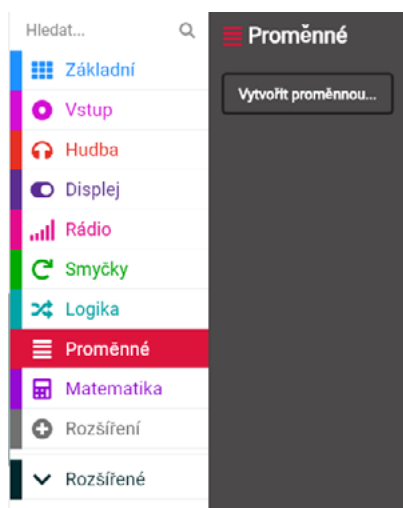 Hledat...
Základní
Vstup
Hudba
Displej
Rádio
Smyčky
Logika
Proměnné
Matematika
Rozšíření
Rozšířené
Proměnné
Vytvořit proměnnou...